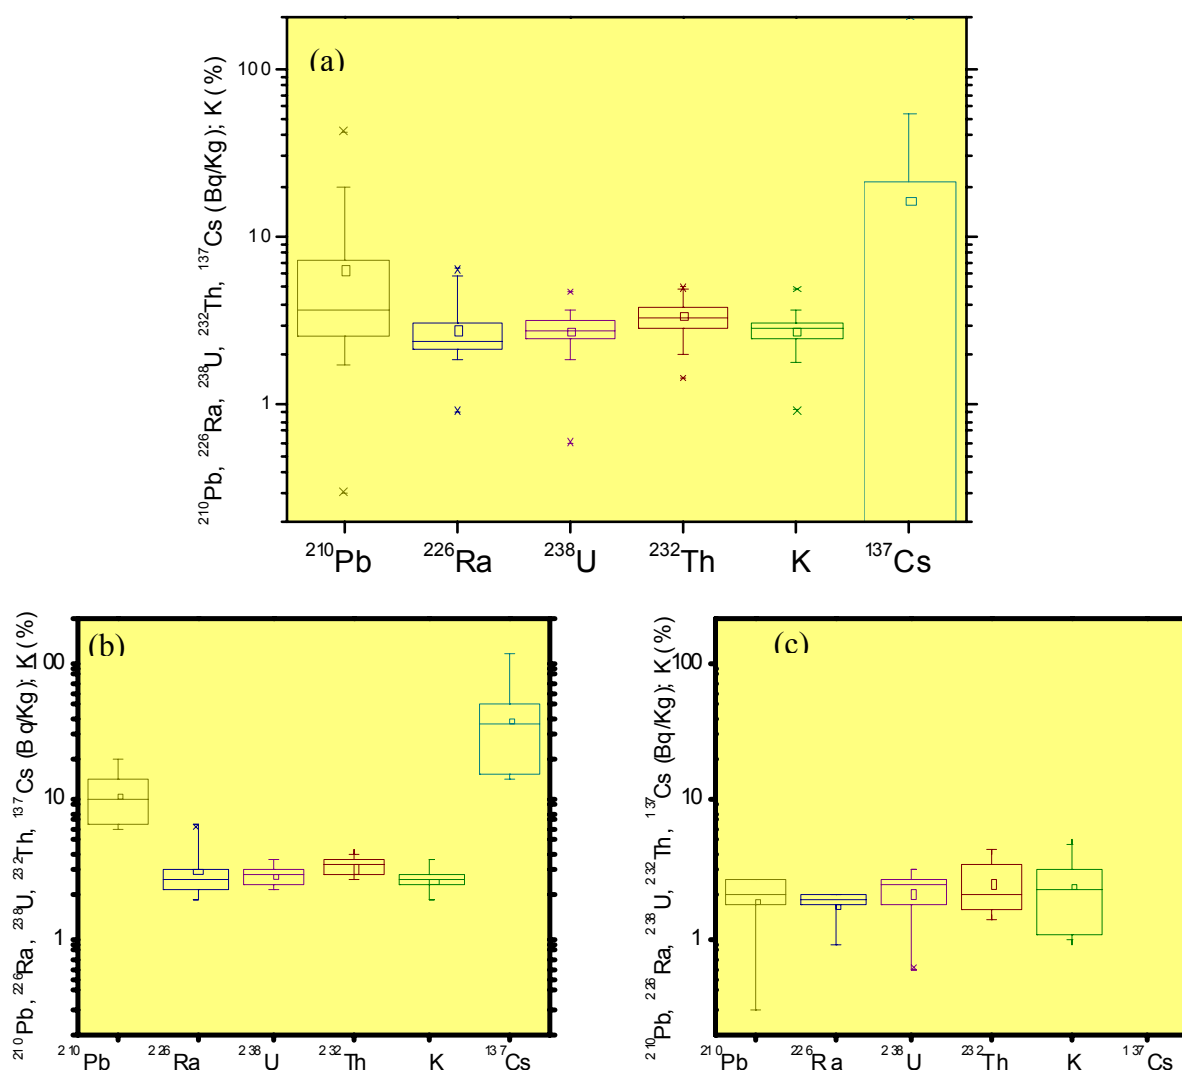 (a)
²¹⁰Pb, ²²⁶Ra, ²³⁸U, ²³²Th, ¹³⁷Cs (Bq/Kg); K (%)
100
10
1
²¹⁰Pb ²²⁶Ra ²³⁸U ²³²Th K ¹³⁷Cs
(b)
²¹⁰Pb, ²²⁶Ra, ²³⁸U, ²³²Th, ¹³⁷Cs (Bq/Kg); K (%)
100
10
1
²¹⁰Pb ²²⁶Ra ²³⁸U ²³²Th K ¹³⁷Cs
(c)
²¹⁰Pb, ²²⁶Ra, ²³⁸U, ²³²Th, ¹³⁷Cs (Bq/Kg); K (%)
100
10
1
²¹⁰Pb ²²⁶Ra ²³⁸U ²³²Th K ¹³⁷Cs